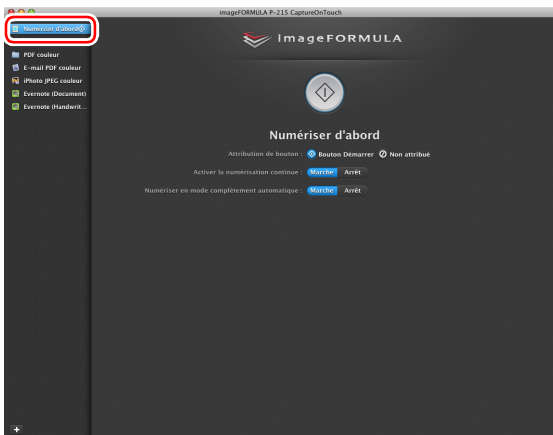 imageFORMULA P-215 CaptureOnTouch
Numériser d'abord
PDF couleur
E-mail PDF couleur
iPhoto JPEG couleur
Evernote (Document)
Evernote (Handwrit...
imageFORMULA
Numériser d'abord
Attribution de bouton : Bouton Démarrer Non attribué
Activer la numérisation continue : Marche Arrêt
Numériser en mode complètement automatique : Marche Arrêt